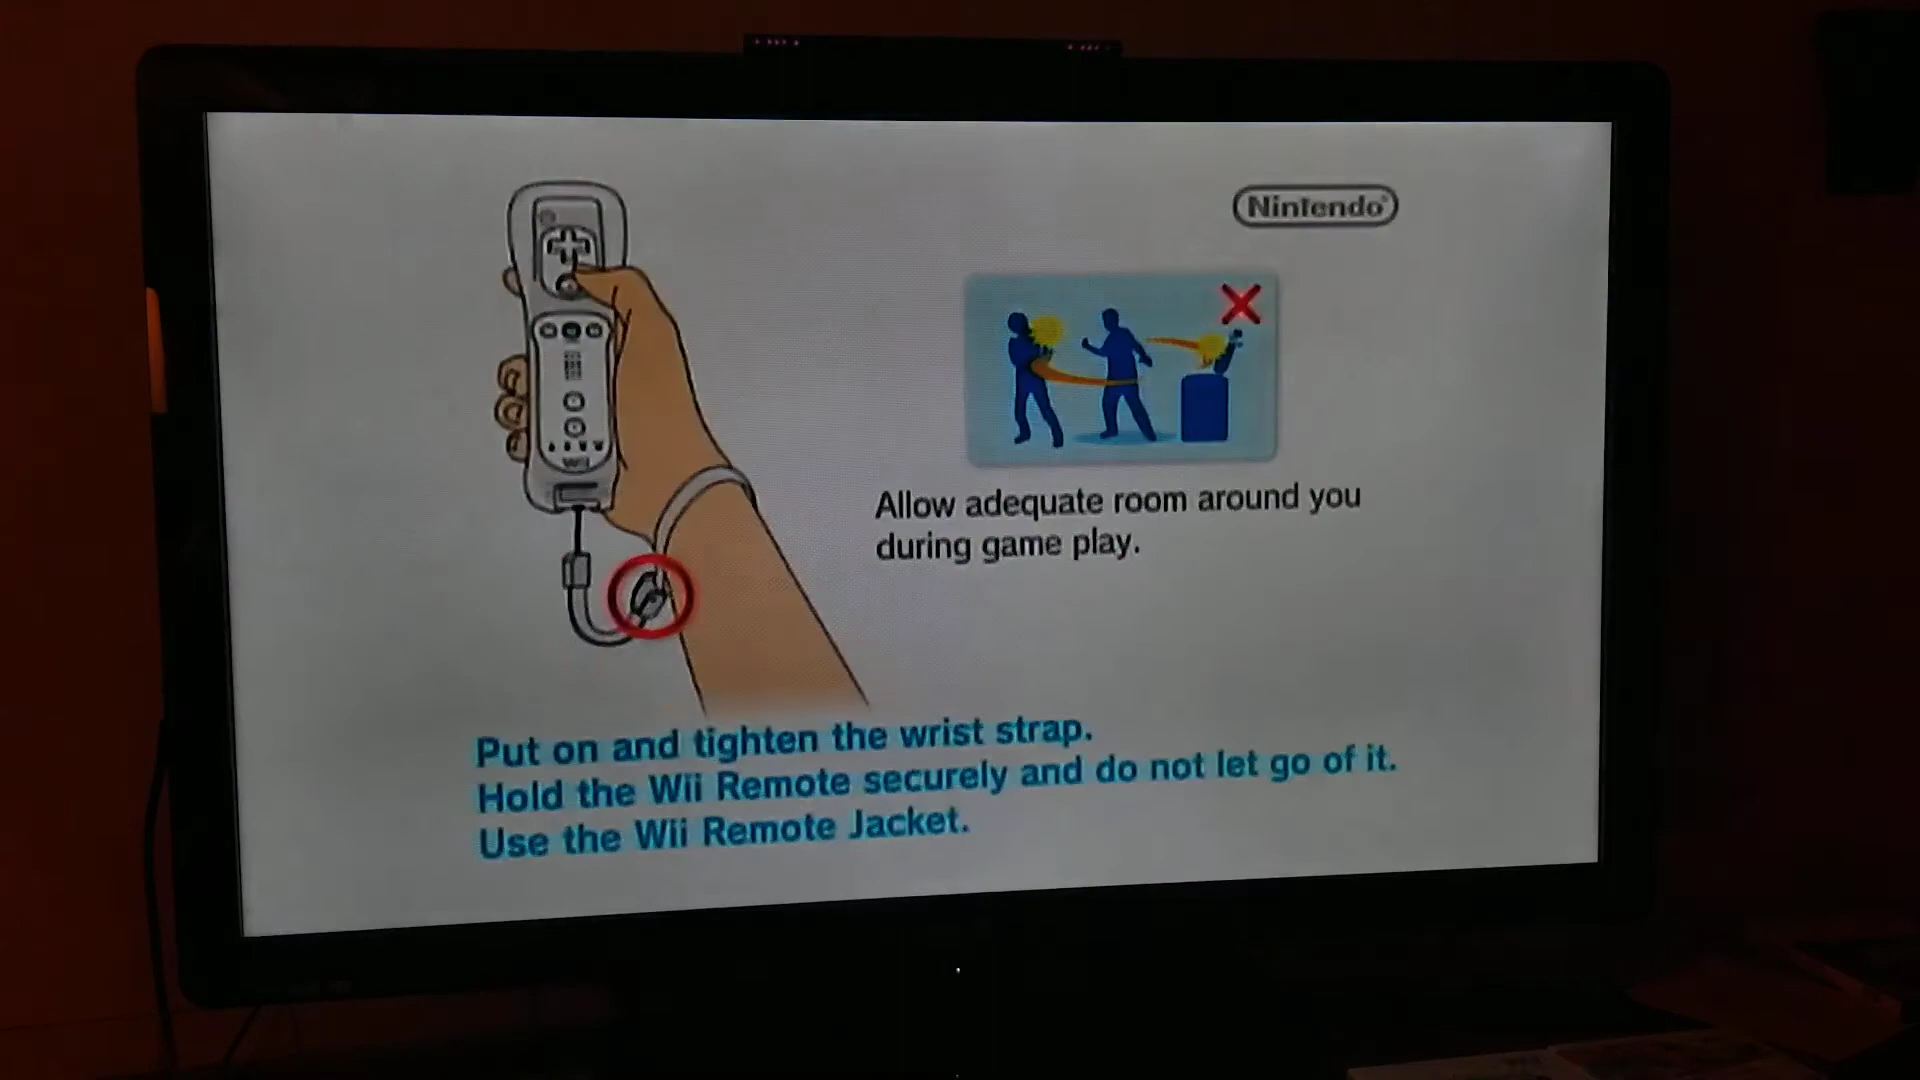 Nintendo
Wii
Allow adequate room around you
during game play.
Put on and tighten the wrist strap.
Hold the Wii Remote securely and do not let go of it.
Use the Wii Remote Jacket.